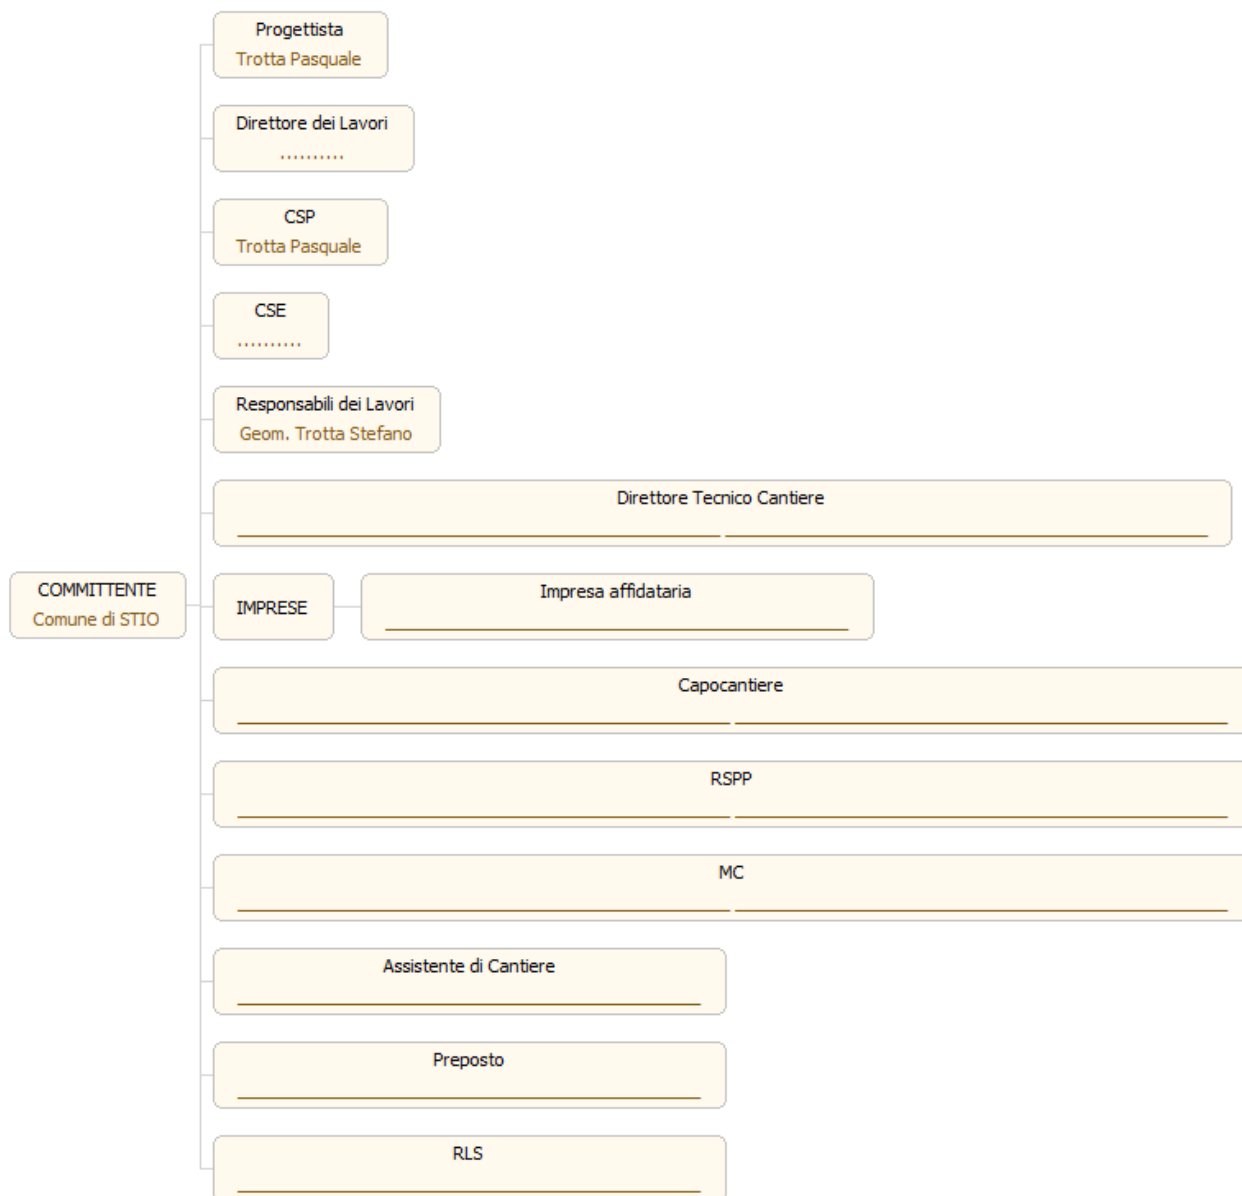 Progettista
Trotta Pasquale
Direttore dei Lavori
..........
CSP
Trotta Pasquale
CSE
..........
Responsabili dei Lavori
Geom. Trotta Stefano
Direttore Tecnico Cantiere
COMMITTENTE
Comune di STIO
IMPRESE
Impresa affidataria
Capocantiere
RSPP
MC
Assistente di Cantiere
Preposto
RLS